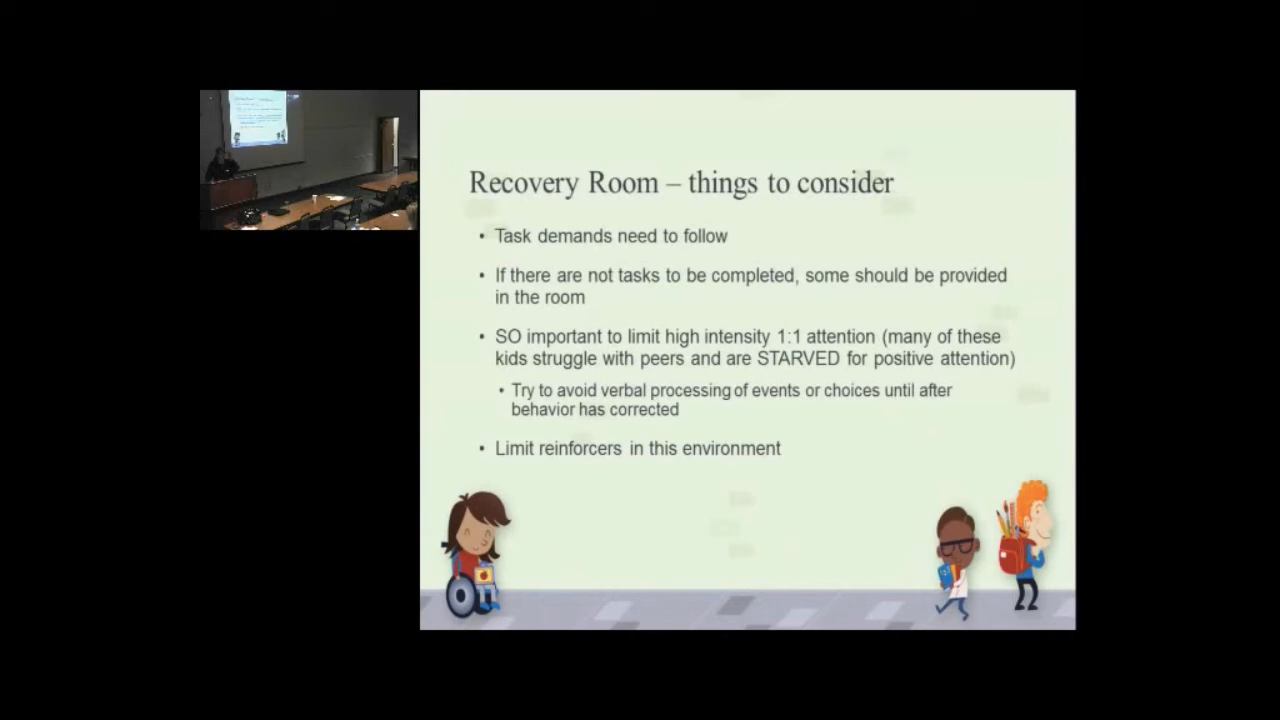 Recovery Room – things to consider
• Task demands need to follow
• If there are not tasks to be completed, some should be provided
in the room
• SO important to limit high intensity 1:1 attention (many of these
kids struggle with peers and are STARVED for positive attention)
• Try to avoid verbal processing of events or choices until after
behavior has corrected
• Limit reinforcers in this environment